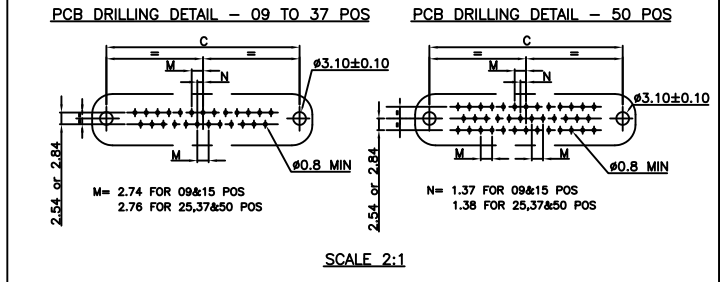 PCB DRILLING DETAIL - 09 TO 37 POS
PCB DRILLING DETAIL - 50 POS
C
= =
M
N
ø3.10±0.10
M
ø0.8 MIN
2.54 or 2.84
=
=
M= 2.74 FOR 09&15 POS
2.76 FOR 25,37&50 POS
C
= =
M
N
ø3.10±0.10
M M
ø0.8 MIN
2.54 or 2.84
=
=
N= 1.37 FOR 09&15 POS
1.38 FOR 25,37&50 POS
SCALE 2:1